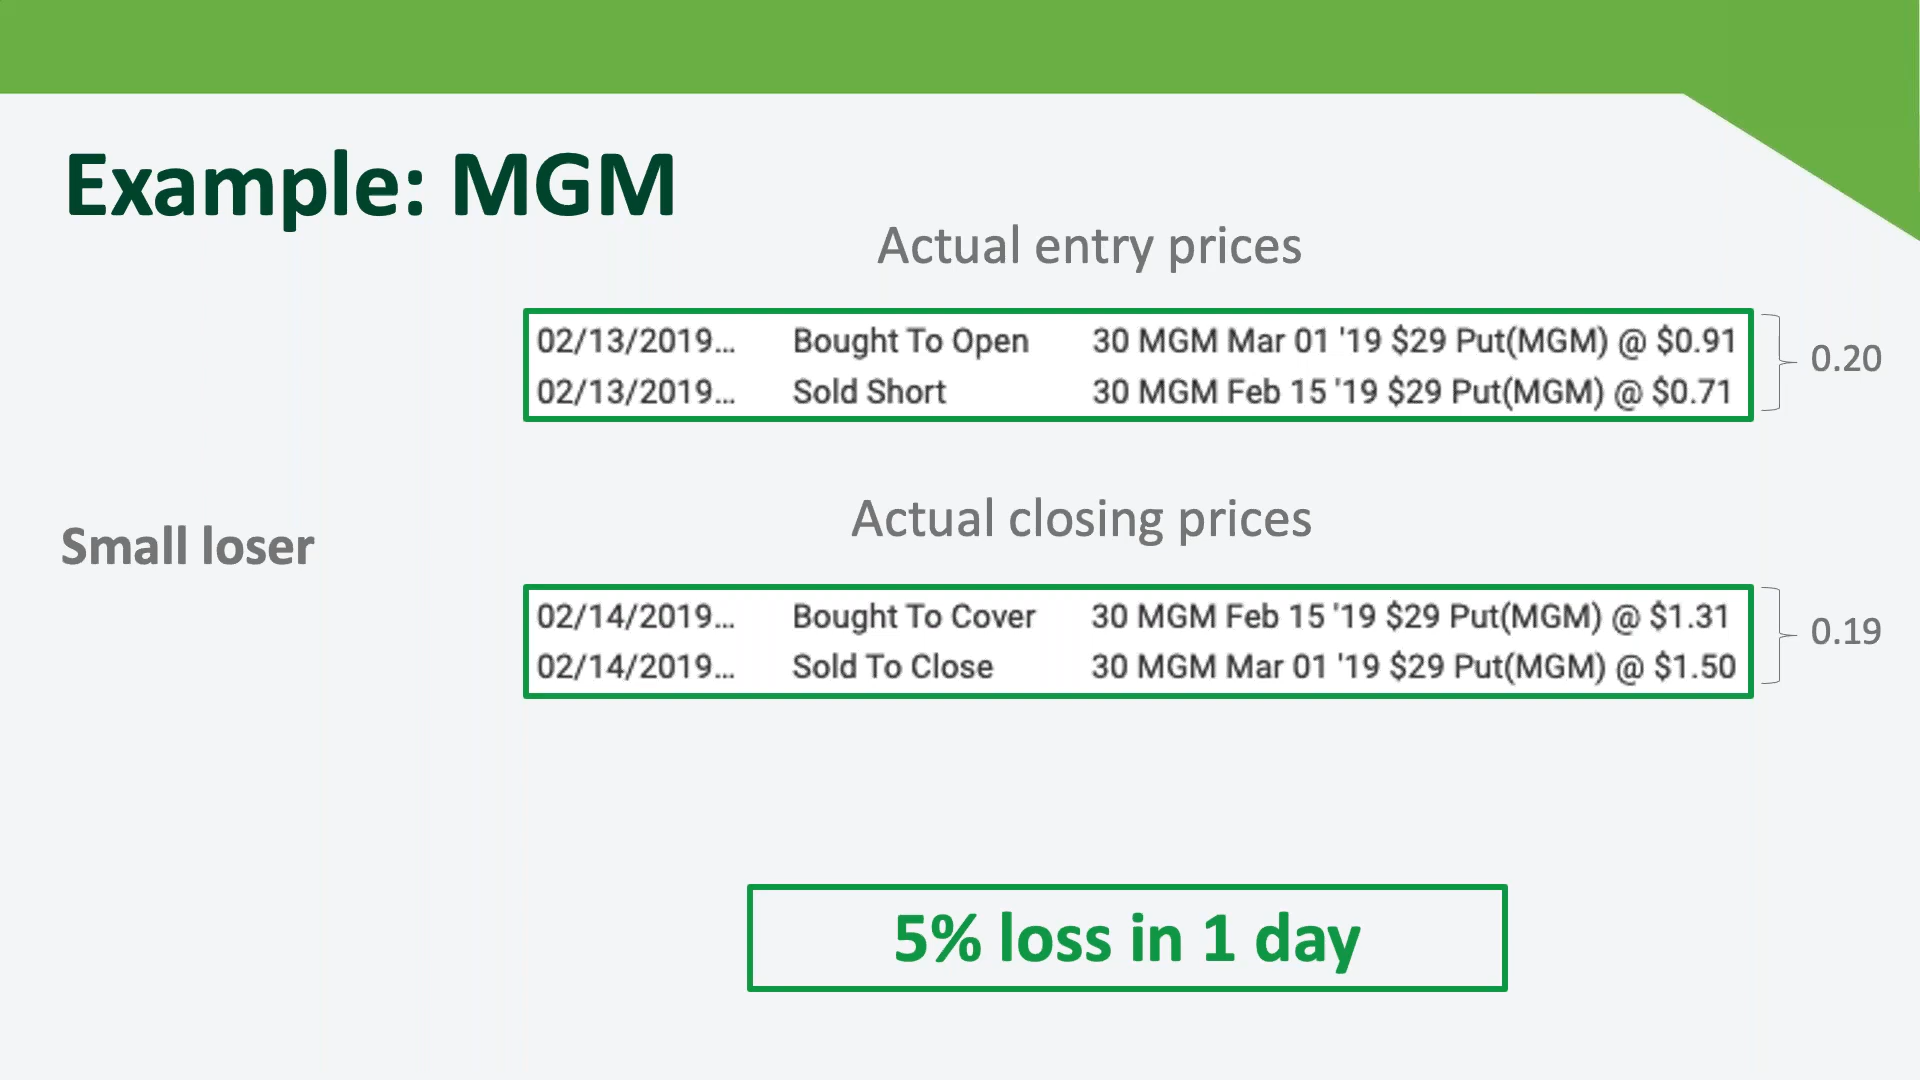 Example: MGM
Actual entry prices
02/13/2019... Bought To Open 30 MGM Mar 01 '19 $29 Put(MGM) @ $0.91
02/13/2019... Sold Short 30 MGM Feb 15 '19 $29 Put(MGM) @ $0.71
0.20
Small loser
Actual closing prices
02/14/2019... Bought To Cover 30 MGM Feb 15 '19 $29 Put(MGM) @ $1.31
02/14/2019... Sold To Close 30 MGM Mar 01 '19 $29 Put(MGM) @ $1.50
0.19
5% loss in 1 day